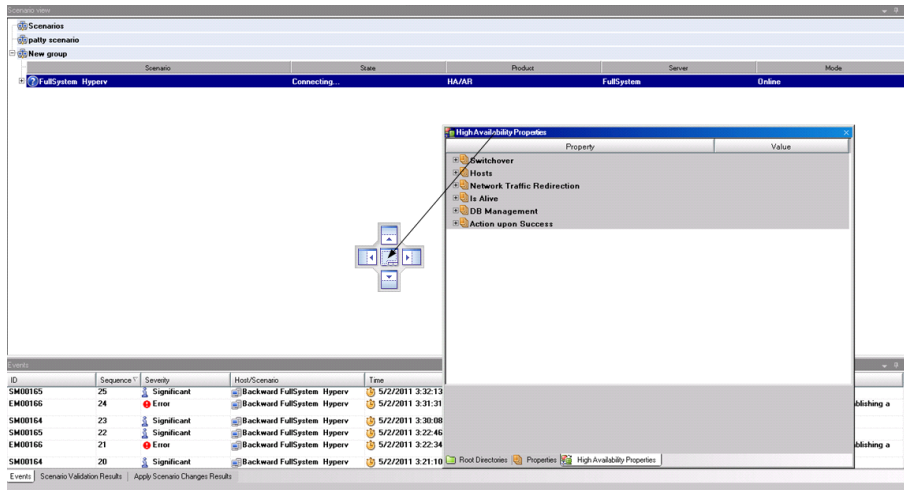 Scenario view
Scenarios
patty scenario
New group
Scenario State Product Server Mode
FullSystem Hyperv Connecting... HA/AR FullSystem Online
High Availability Properties
Property Value
Switchover
Hosts
Network Traffic Redirection
Is Alive
DB Management
Action upon Success
Events
ID Sequence Severity Host/Scenario Time
SM00165 25 Significant Backward FullSystem Hyperv 5/2/2011 3:32:13
EM00166 24 Error Backward FullSystem Hyperv 5/2/2011 3:31:31 blishing a
SM00164 23 Significant Backward FullSystem Hyperv 5/2/2011 3:30:08
SM00165 22 Significant Backward FullSystem Hyperv 5/2/2011 3:22:46
EM00166 21 Error Backward FullSystem Hyperv 5/2/2011 3:22:34 blishing a
SM00164 20 Significant Backward FullSystem Hyperv 5/2/2011 3:21:10
Root Directories Properties High Availability Properties
Events Scenario Validation Results Apply Scenario Changes Results